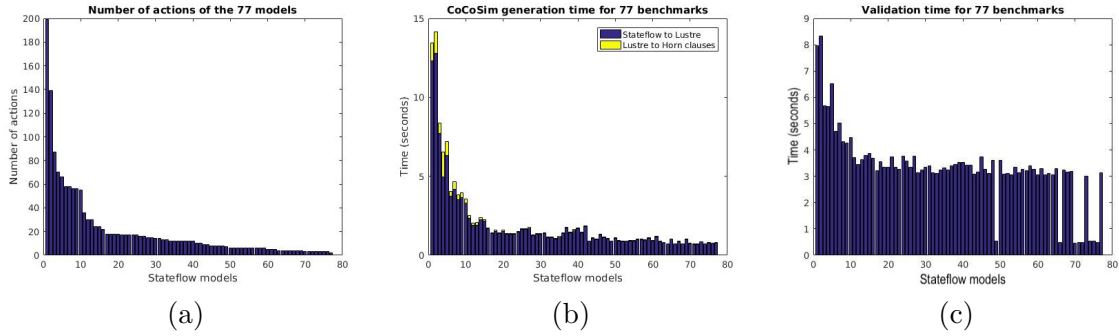 Number of actions of the 77 models
Number of actions
200
180
160
140
120
100
80
60
40
20
0
0 10 20 30 40 50 60 70 80
Stateflow models
(a)
CoCoSim generation time for 77 benchmarks
Stateflow to Lustre
Lustre to Horn clauses
Time (seconds)
15
10
5
0
0 10 20 30 40 50 60 70 80
Stateflow models
(b)
Validation time for 77 benchmarks
Time (seconds)
9
8
7
6
5
4
3
2
1
0
0 10 20 30 40 50 60 70 80
Stateflow models
(c)